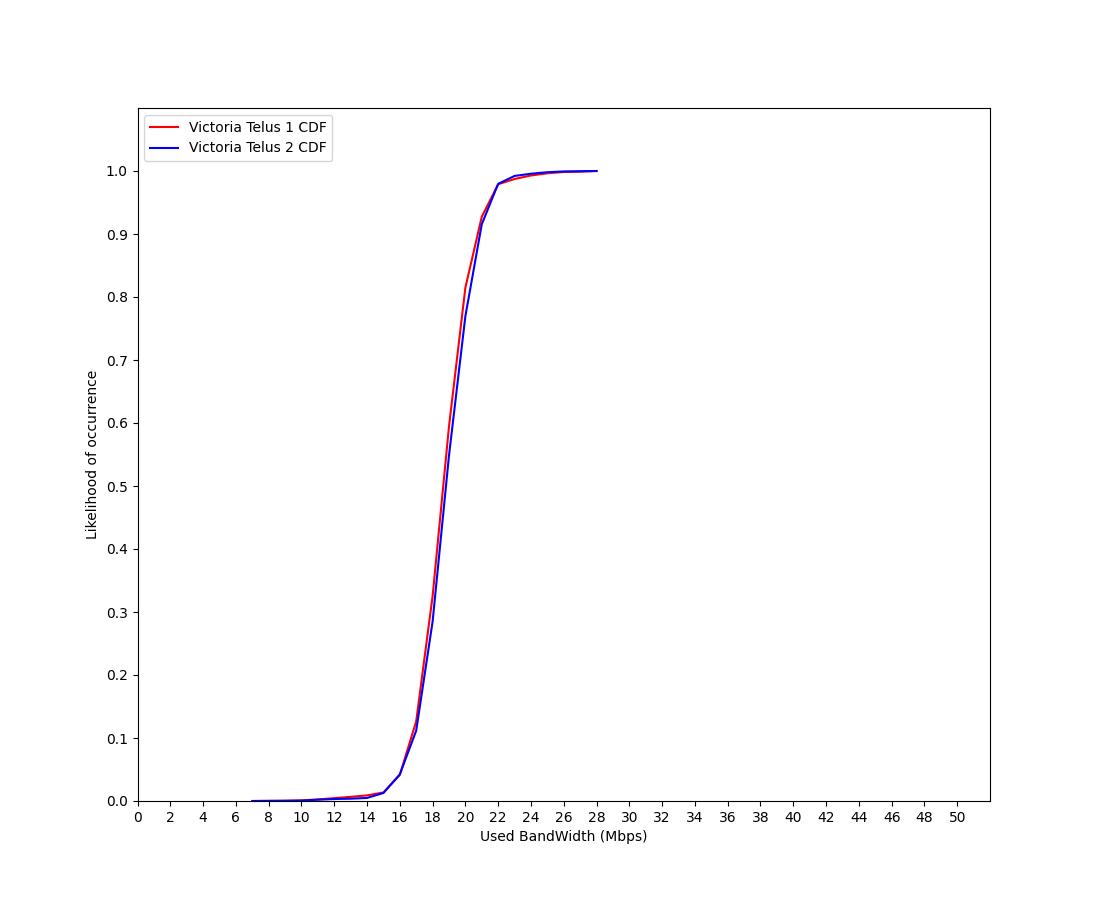 Victoria Telus 1 CDF
Victoria Telus 2 CDF
1.0
0.9
0.8
0.7
0.6
0.5
0.4
0.3
0.2
0.1
0.0
Likelihood of occurrence
0 2 4 6 8 10 12 14 16 18 20 22 24 26 28 30 32 34 36 38 40 42 44 46 48 50
Used BandWidth (Mbps)